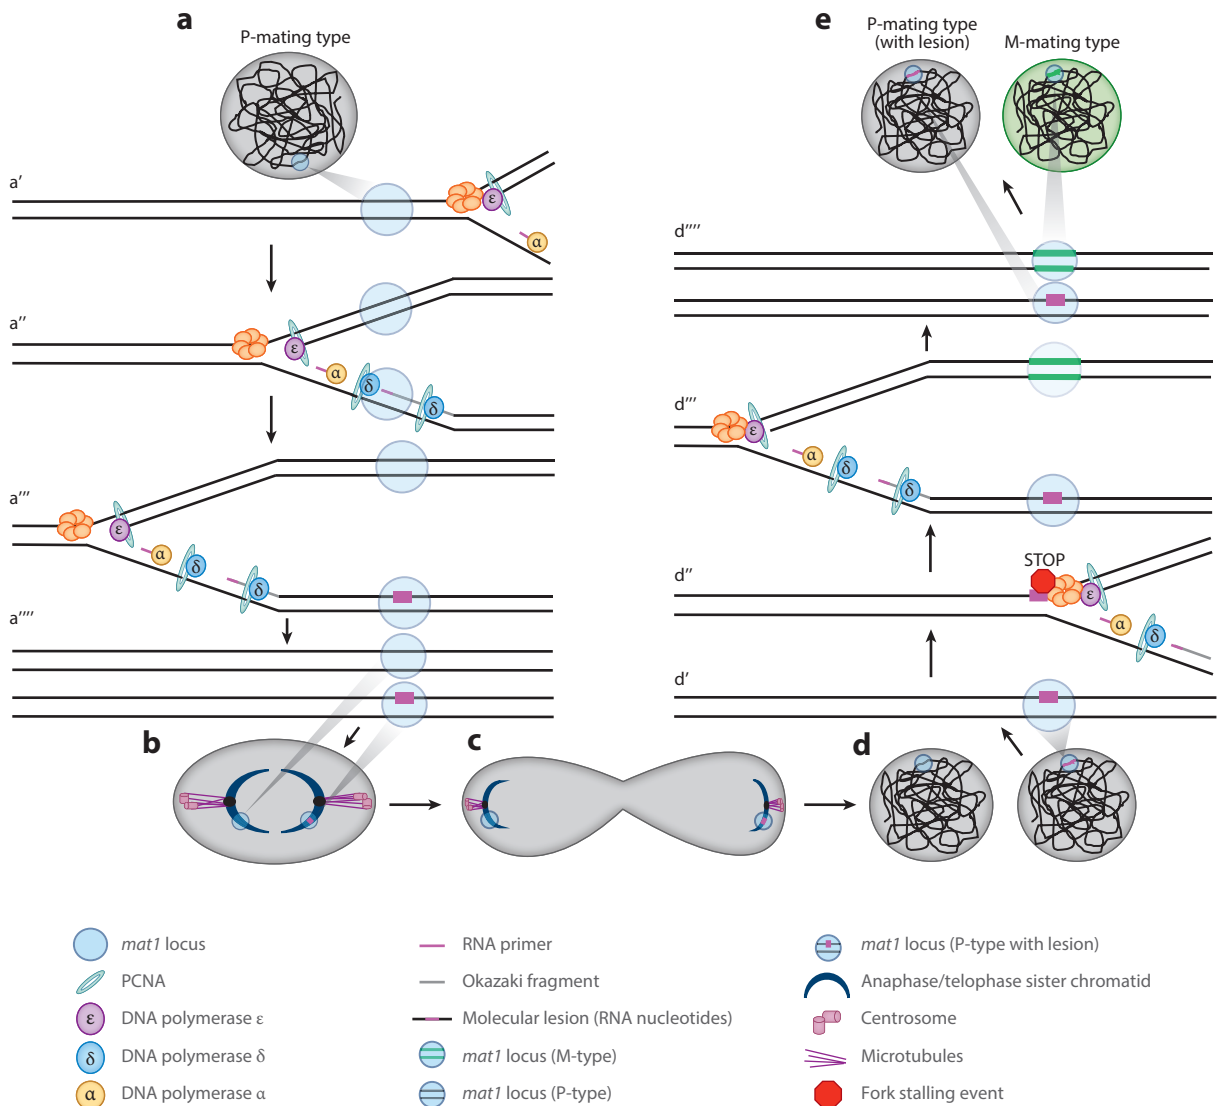 a
P-mating type
a′
ε
α
a″
ε
α
δ
δ
a‴
ε
α
δ
δ
a⁗
b
c
d
e
P-mating type
(with lesion)
M-mating type
d⁗
d‴
ε
α
δ
δ
d″
STOP
ε
α
δ
d′
mat1 locus
PCNA
ε DNA polymerase ε
δ DNA polymerase δ
α DNA polymerase α
RNA primer
Okazaki fragment
Molecular lesion (RNA nucleotides)
mat1 locus (M-type)
mat1 locus (P-type)
mat1 locus (P-type with lesion)
Anaphase/telophase sister chromatid
Centrosome
Microtubules
Fork stalling event